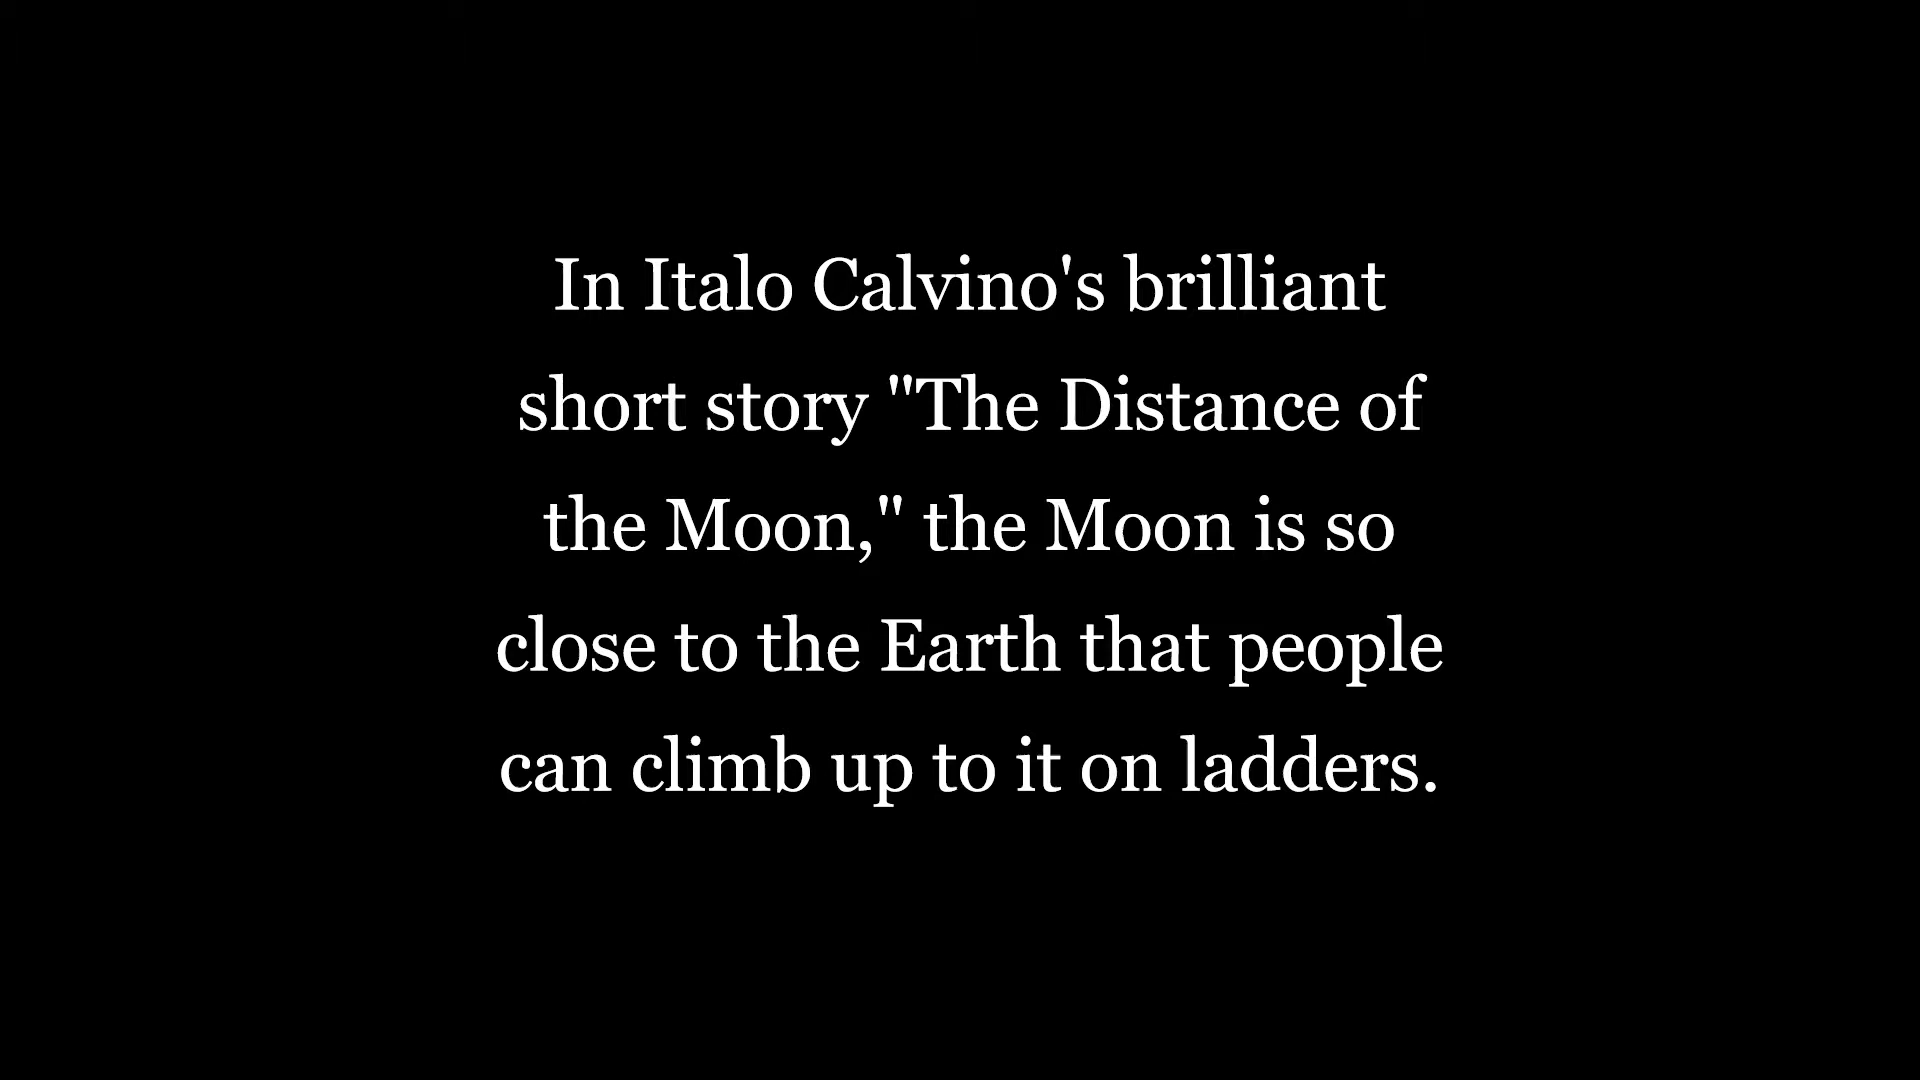 In Italo Calvino's brilliant
short story "The Distance of
the Moon," the Moon is so
close to the Earth that people
can climb up to it on ladders.